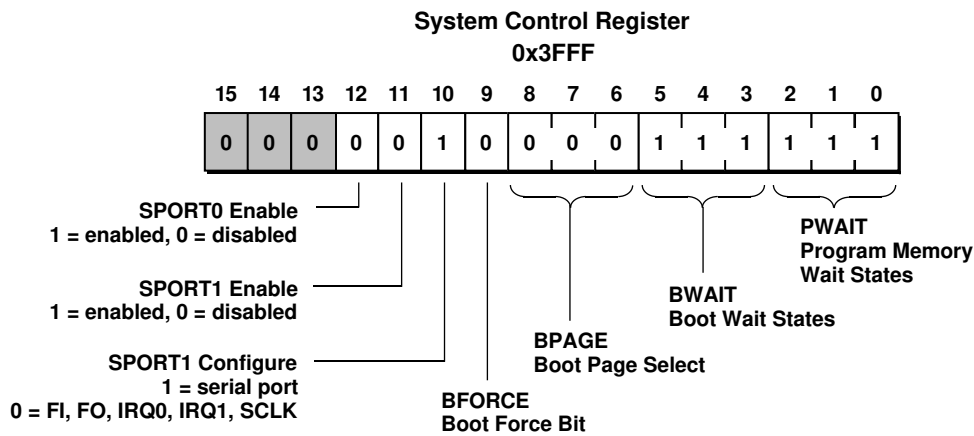 System Control Register
0x3FFF
15 14 13 12 11 10 9 8 7 6 5 4 3 2 1 0
0 0 0 0 0 1 0 0 0 0 1 1 1 1 1 1
SPORT0 Enable
1 = enabled, 0 = disabled
SPORT1 Enable
1 = enabled, 0 = disabled
SPORT1 Configure
1 = serial port
0 = FI, FO, IRQ0, IRQ1, SCLK
BFORCE
Boot Force Bit
BPAGE
Boot Page Select
BWAIT
Boot Wait States
PWAIT
Program Memory
Wait States